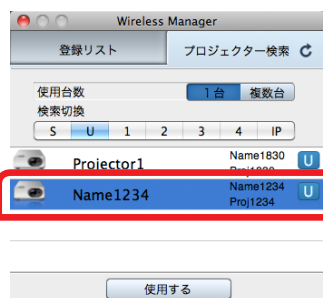 Wireless Manager
登録リスト プロジェクター検索
使用台数 1台 複数台
検索切換
S U 1 2 3 4 IP
Projector1 Name1830 U
Name1234 Name1234 U
Proj1234
使用する